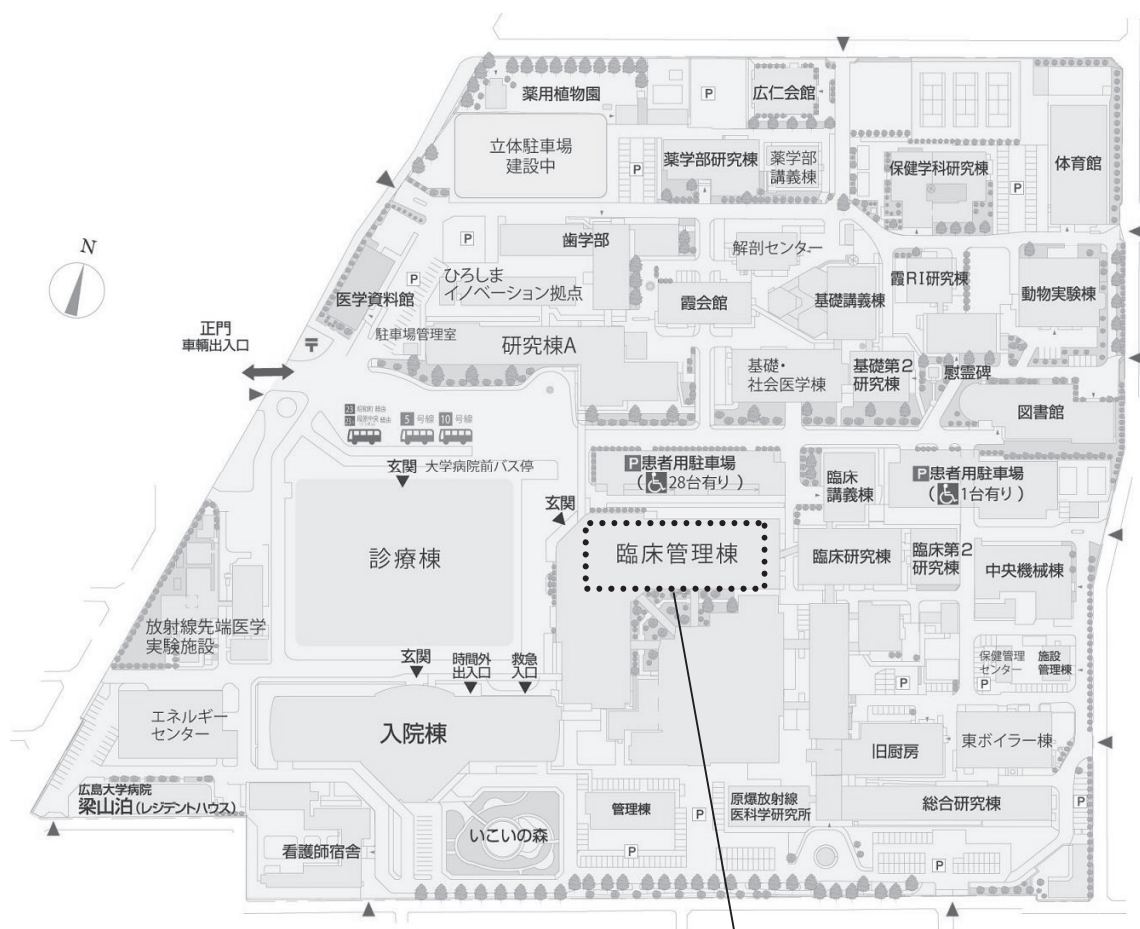 薬用植物園
P
広仁会館
立体駐車場
建設中
P
薬学部研究棟
薬学部
講義棟
保健学科研究棟
P
体育館
N
P
歯学部
解剖センター
P
医学資料館
ひろしま
イノベーション拠点
霞会館
基礎講義棟
霞RI研究棟
動物実験棟
正門
車輌出入口
〒
駐車場管理室
研究棟A
基礎・
社会医学棟
基礎第2
研究棟
慰霊碑
図書館
23 昭和町 経由
5 号線 10 号線
玄関 大学病院前バス停
P患者用駐車場
( 28台有り )
臨床
講義棟
P患者用駐車場
( 1台有り )
玄関
診療棟
臨床管理棟
臨床研究棟
臨床第2
研究棟
中央機械棟
放射線先端医学
実験施設
玄関
時間外
出入口
救急
入口
保健管理
センター
施設
管理棟
P
P
エネルギー
センター
入院棟
旧厨房
東ボイラー棟
広島大学病院
梁山泊(レジデントハウス)
管理棟
P
原爆放射線
医科学研究所
総合研究棟
P
看護師宿舎
いこいの森
P
P